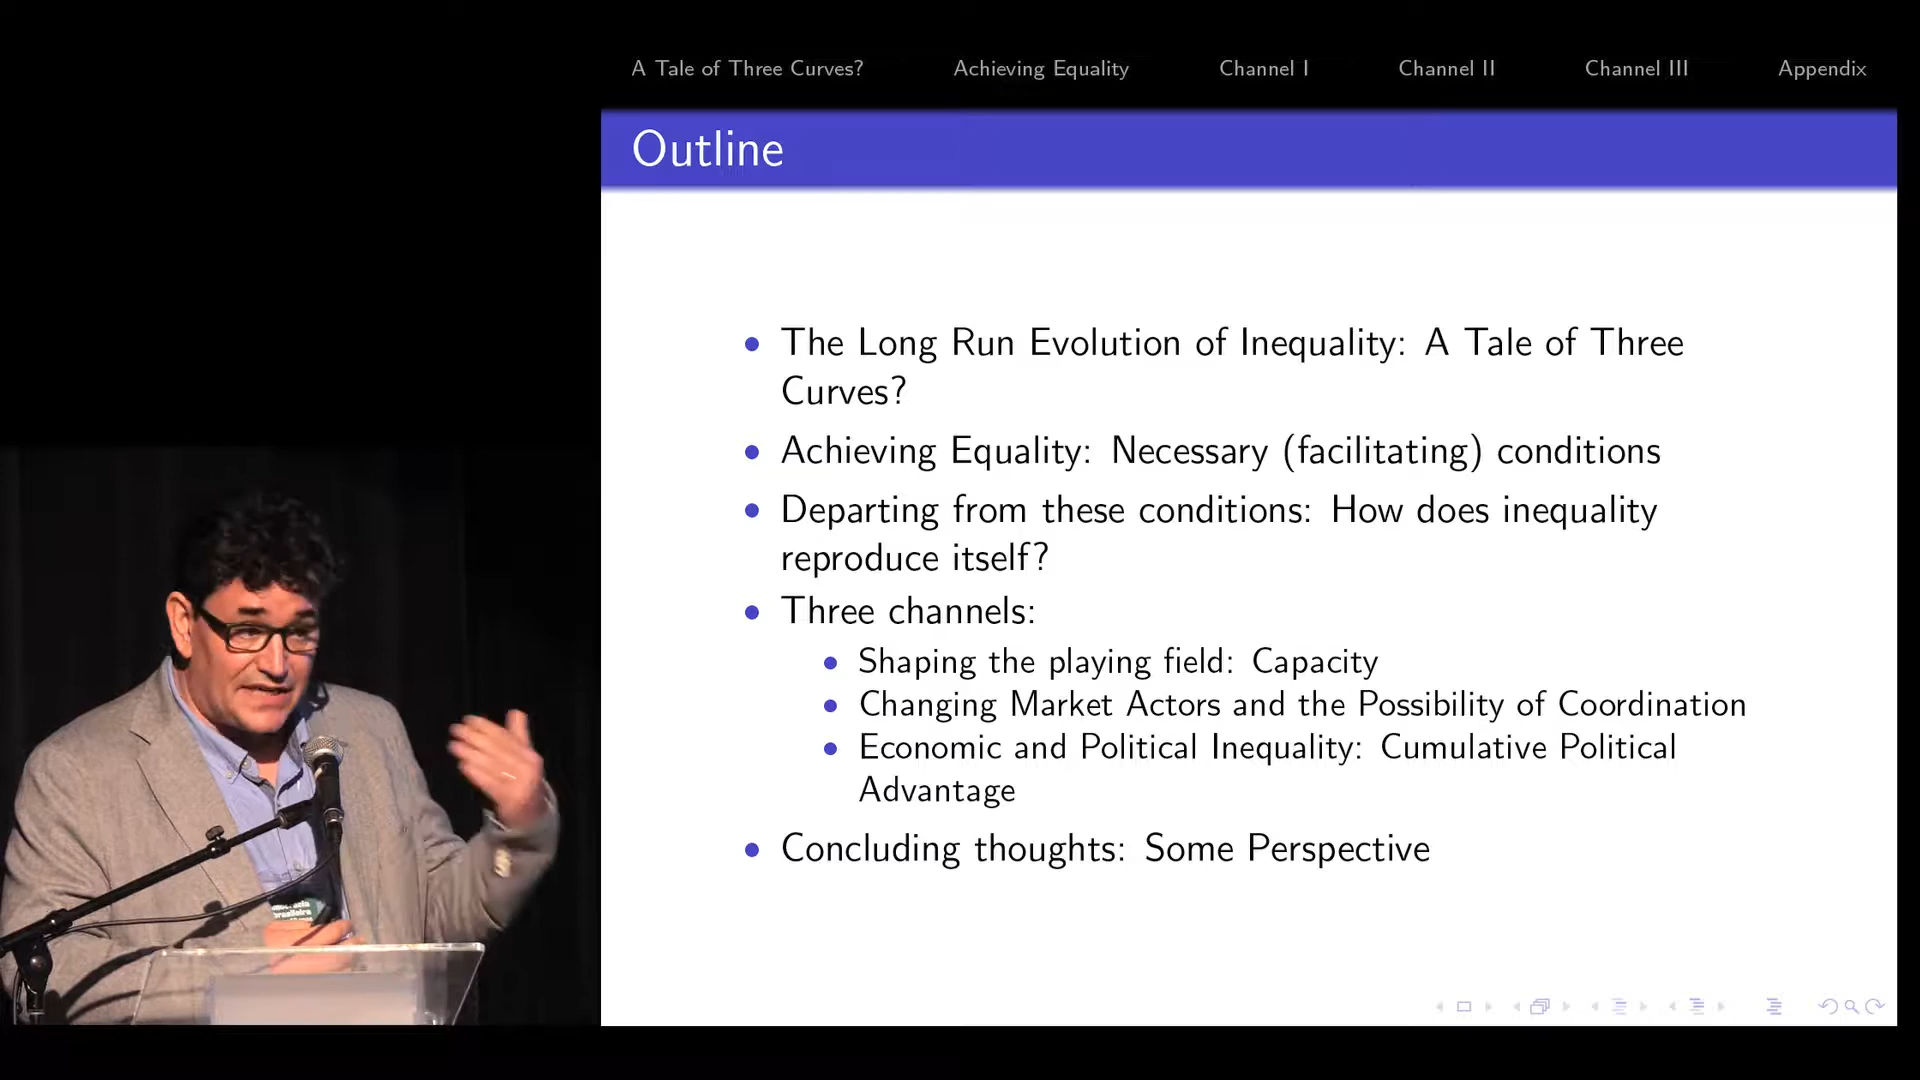 A Tale of Three Curves? Achieving Equality Channel I Channel II Channel III Appendix
Outline
• The Long Run Evolution of Inequality: A Tale of Three
Curves?
• Achieving Equality: Necessary (facilitating) conditions
• Departing from these conditions: How does inequality
reproduce itself?
• Three channels:
• Shaping the playing field: Capacity
• Changing Market Actors and the Possibility of Coordination
• Economic and Political Inequality: Cumulative Political
Advantage
• Concluding thoughts: Some Perspective
brasileira